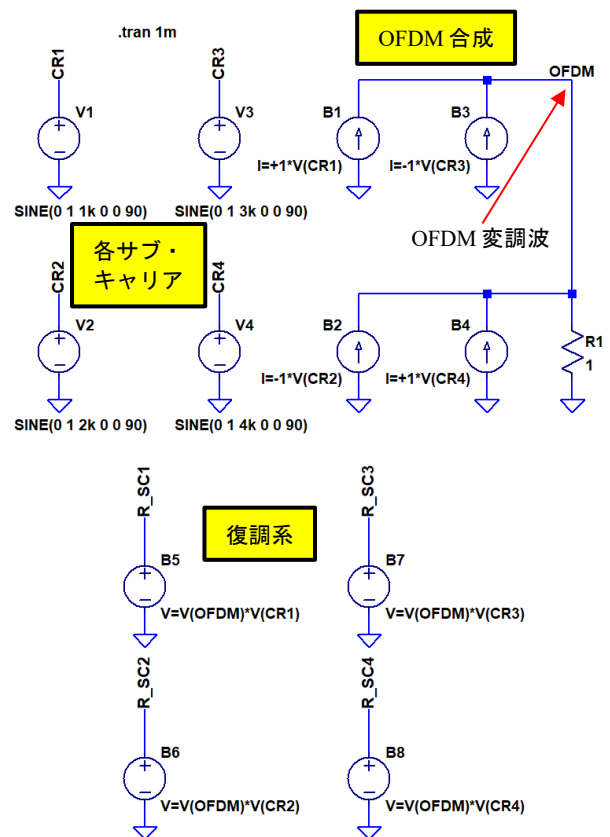 .tran 1m
OFDM 合成
CR1
CR3
OFDM
V1
V3
B1
B3
I=+1*V(CR1)
I=-1*V(CR3)
SINE(0 1 1k 0 0 90)
SINE(0 1 3k 0 0 90)
各サブ・
キャリア
OFDM 変調波
CR2
CR4
V2
V4
B2
B4
R1
1
I=-1*V(CR2)
I=+1*V(CR4)
SINE(0 1 2k 0 0 90)
SINE(0 1 4k 0 0 90)
R_SC1
R_SC3
復調系
B5
B7
V=V(OFDM)*V(CR1)
V=V(OFDM)*V(CR3)
R_SC2
R_SC4
B6
B8
V=V(OFDM)*V(CR2)
V=V(OFDM)*V(CR4)